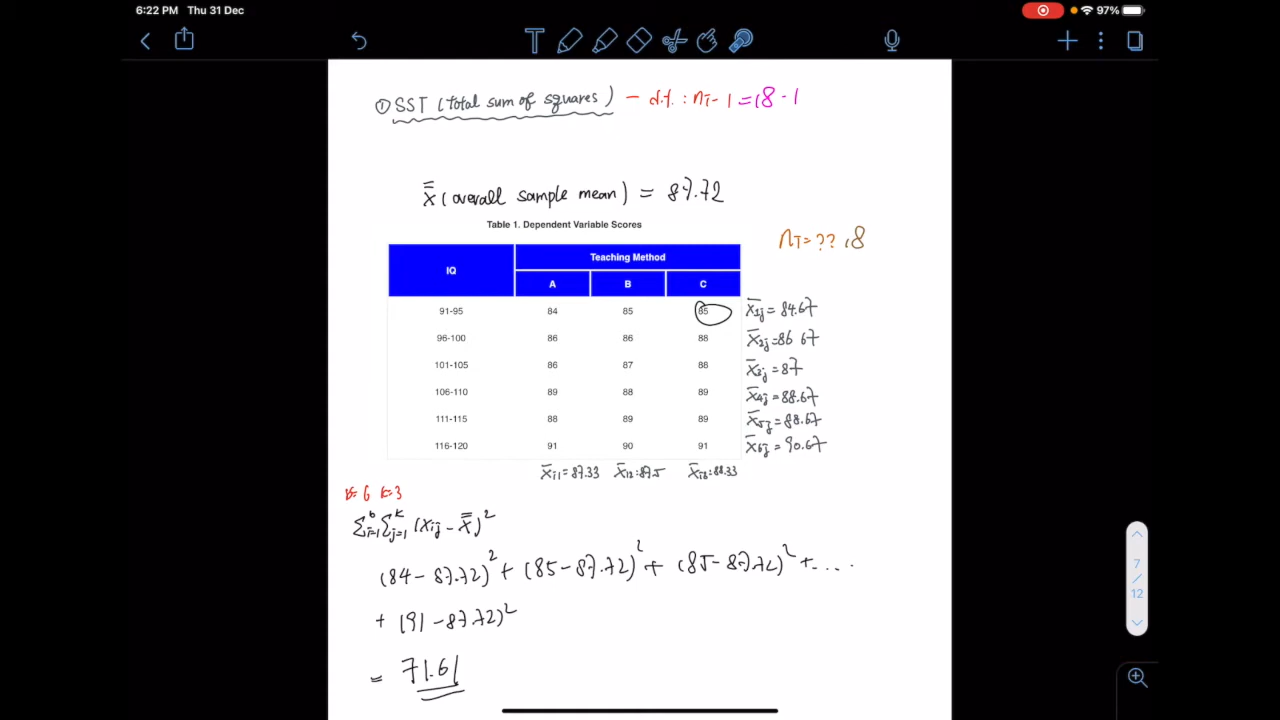 6:22 PM Thu 31 Dec
97%
① SST (total sum of squares) - d.f. : nT - 1 = 18 - 1
x̿ (overall sample mean) = 87.72
Table 1. Dependent Variable Scores
nT = ?? 18
IQ Teaching Method
A B C
91-95 84 85 85 x̄1j = 84.67
96-100 86 86 88 x̄2j = 86 67
101-105 86 87 88 x̄3j = 87
106-110 89 88 89 x̄4j = 88.67
111-115 88 89 89 x̄5j = 88.67
116-120 91 90 91 x̄6j = 90.67
x̄i1 = 87.33 x̄i2 = 87.5 x̄i3 = 88.33
b=6 k=3
Σᵇi=1 Σᵏj=1 (xij - x̿)²
(84 - 87.72)² + (85 - 87.72)² + (85 - 87.72)² + ....
+ (91 - 87.72)²
= 71.61
7
/
12